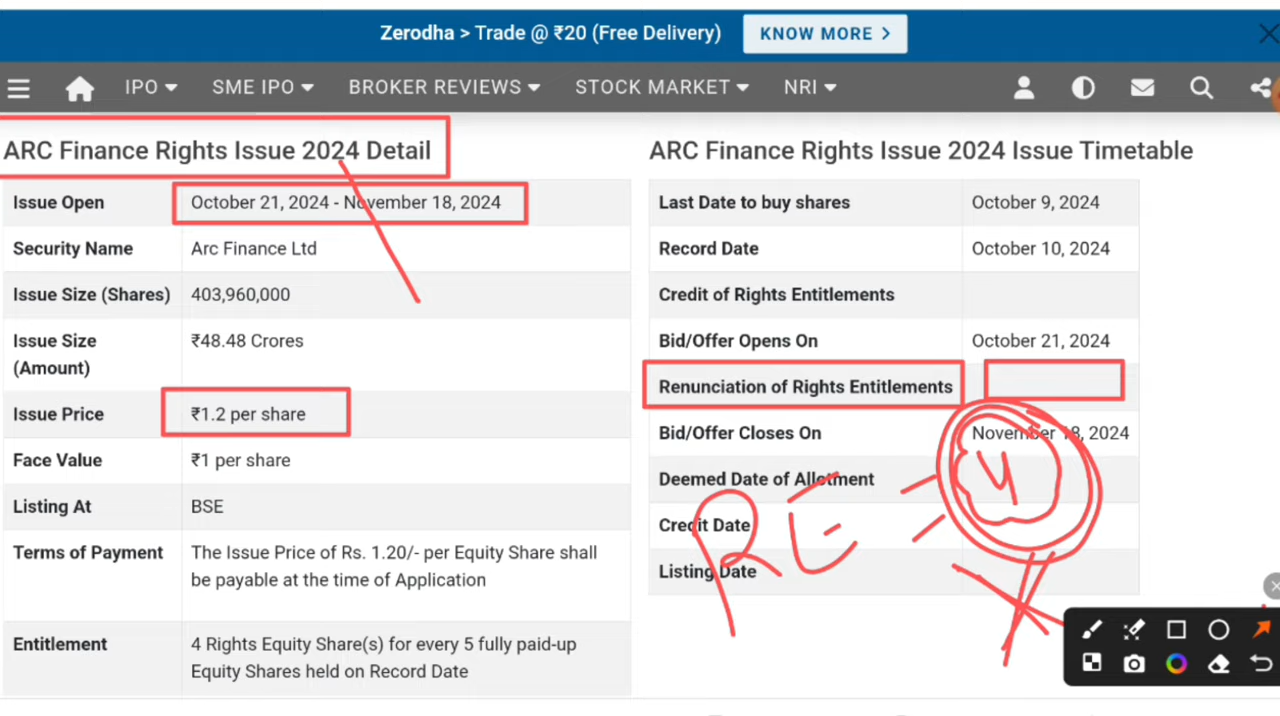 Zerodha > Trade @ ₹20 (Free Delivery) KNOW MORE >
IPO SME IPO BROKER REVIEWS STOCK MARKET NRI
ARC Finance Rights Issue 2024 Detail
Issue Open October 21, 2024 - November 18, 2024
Security Name Arc Finance Ltd
Issue Size (Shares) 403,960,000
Issue Size (Amount) ₹48.48 Crores
Issue Price ₹1.2 per share
Face Value ₹1 per share
Listing At BSE
Terms of Payment The Issue Price of Rs. 1.20/- per Equity Share shall
be payable at the time of Application
Entitlement 4 Rights Equity Share(s) for every 5 fully paid-up
Equity Shares held on Record Date
ARC Finance Rights Issue 2024 Issue Timetable
Last Date to buy shares October 9, 2024
Record Date October 10, 2024
Credit of Rights Entitlements
Bid/Offer Opens On October 21, 2024
Renunciation of Rights Entitlements
Bid/Offer Closes On November 18, 2024
Deemed Date of Allotment
Credit Date
Listing Date
RE = 4